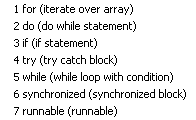 1 for (iterate over array)
2 do (do while statement)
3 if (if statement)
4 try (try catch block)
5 while (while loop with condition)
6 synchronized (synchronized block)
7 runnable (runnable)